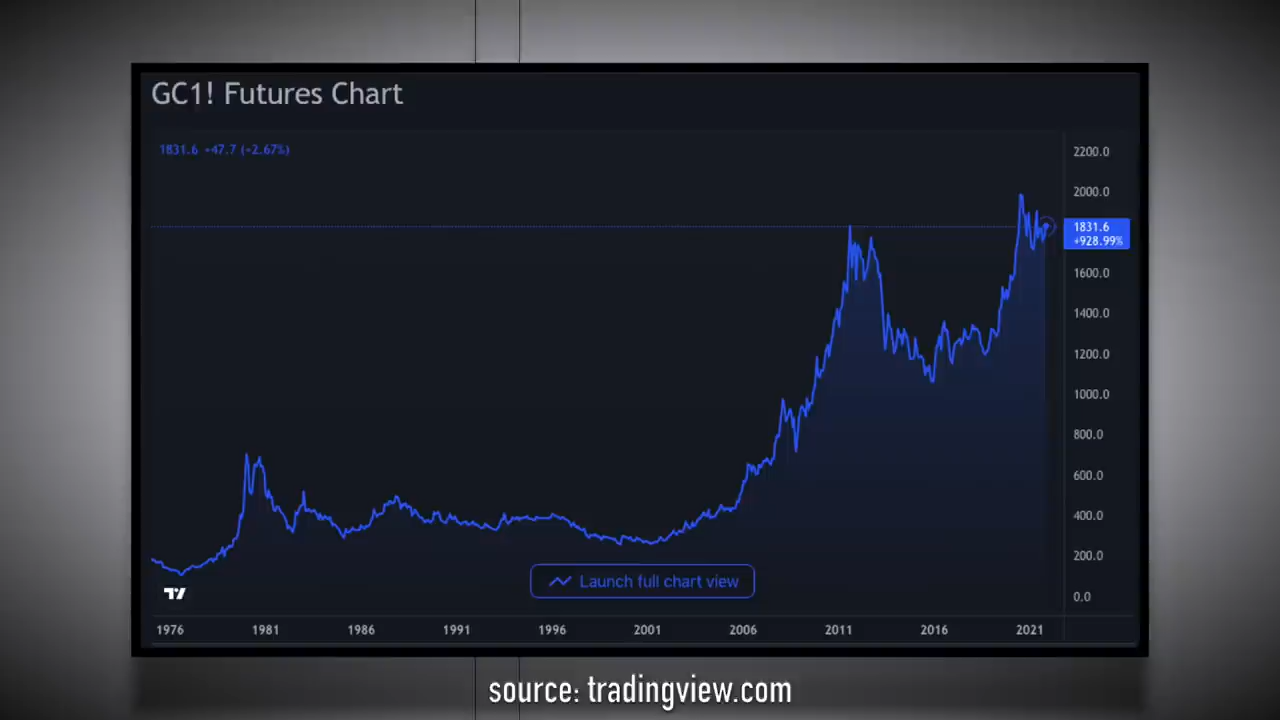 GC1! Futures Chart
1831.6 +47.7 (+2.67%)
2200.0
2000.0
1831.6
+928.99%
1600.0
1400.0
1200.0
1000.0
800.0
600.0
400.0
200.0
0.0
Launch full chart view
1976 1981 1986 1991 1996 2001 2006 2011 2016 2021
source: tradingview.com